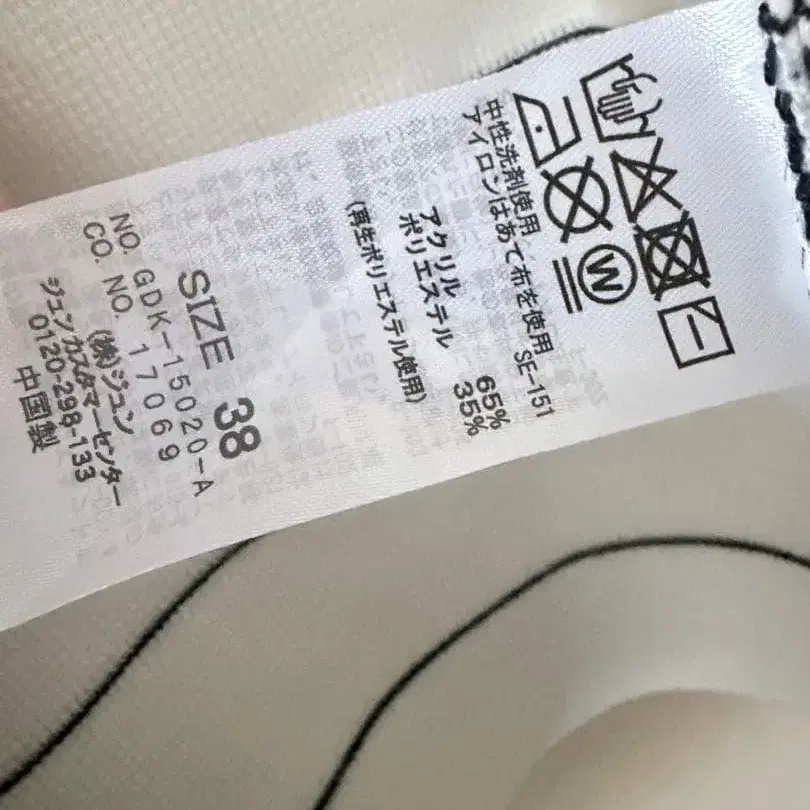 W
中性洗剤使用
アイロンはあて布を使用
SE-151
アクリル 65%
ポリエステル 35%
(再生ポリエステル使用)
SIZE 38
NO. GDK-15020-A
CO. NO. 17069
(株)ジュン
ジュン カスタマーセンター
0120-298-133
中国製